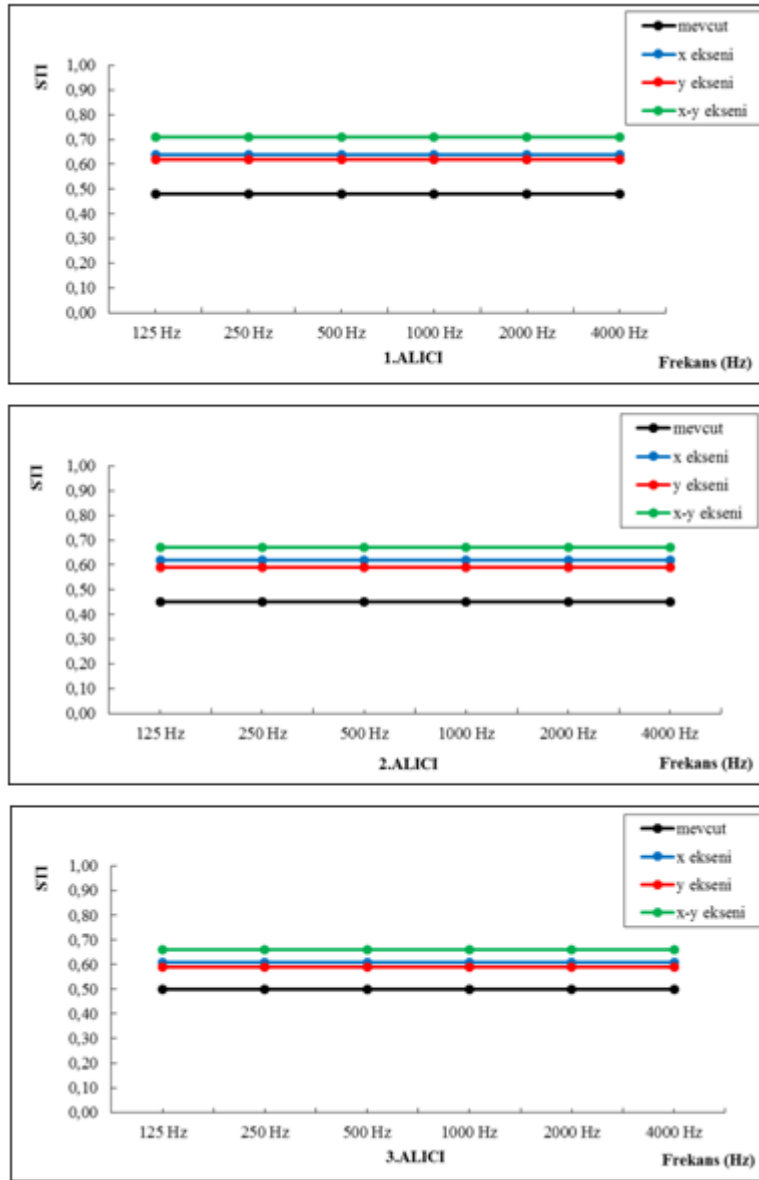 mevcut
x ekseni
y ekseni
x-y ekseni
STI
1,00
0,90
0,80
0,70
0,60
0,50
0,40
0,30
0,20
0,10
0,00
125 Hz 250 Hz 500 Hz 1000 Hz 2000 Hz 4000 Hz
1.ALICI
Frekans (Hz)
mevcut
x ekseni
y ekseni
x-y ekseni
STI
1,00
0,90
0,80
0,70
0,60
0,50
0,40
0,30
0,20
0,10
0,00
125 Hz 250 Hz 500 Hz 1000 Hz 2000 Hz 4000 Hz
2.ALICI
Frekans (Hz)
mevcut
x ekseni
y ekseni
x-y ekseni
STI
1,00
0,90
0,80
0,70
0,60
0,50
0,40
0,30
0,20
0,10
0,00
125 Hz 250 Hz 500 Hz 1000 Hz 2000 Hz 4000 Hz
3.ALICI
Frekans (Hz)